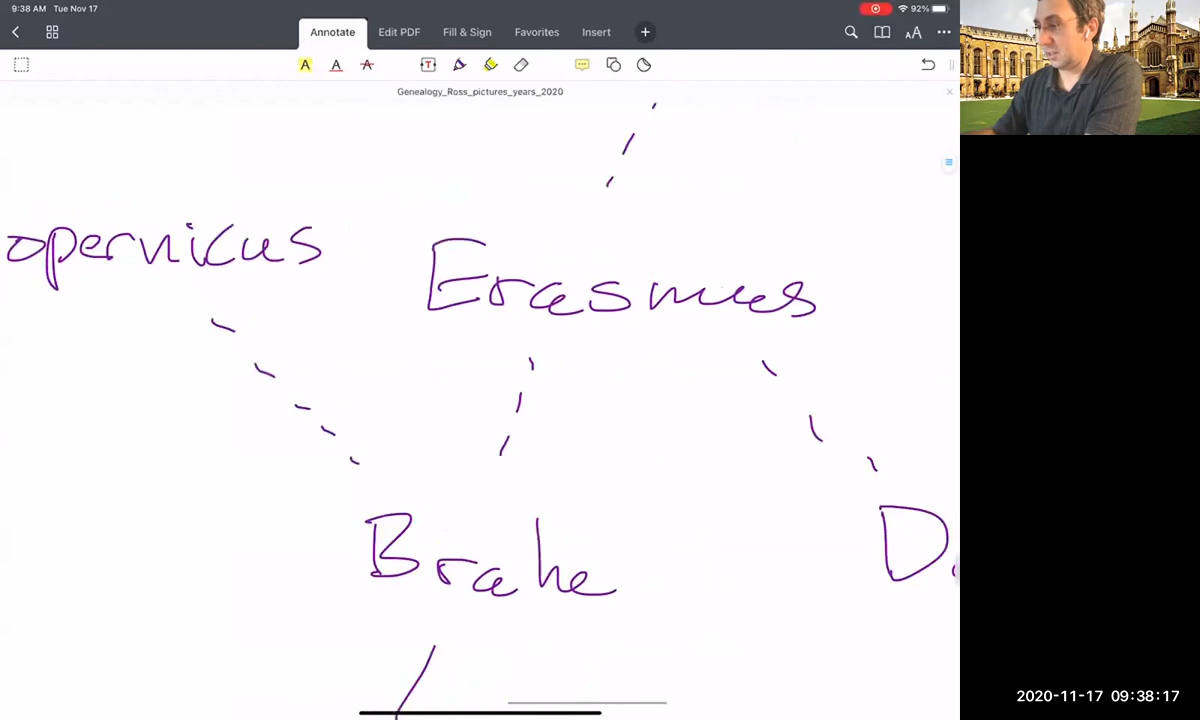 9:38 AM Tue Nov 17
92%
Annotate Edit PDF Fill & Sign Favorites Insert
AA
A A A T
Genealogy_Ross_pictures_years_2020
opernicus
Erasmus
Brahe
D
2020-11-17 09:38:17